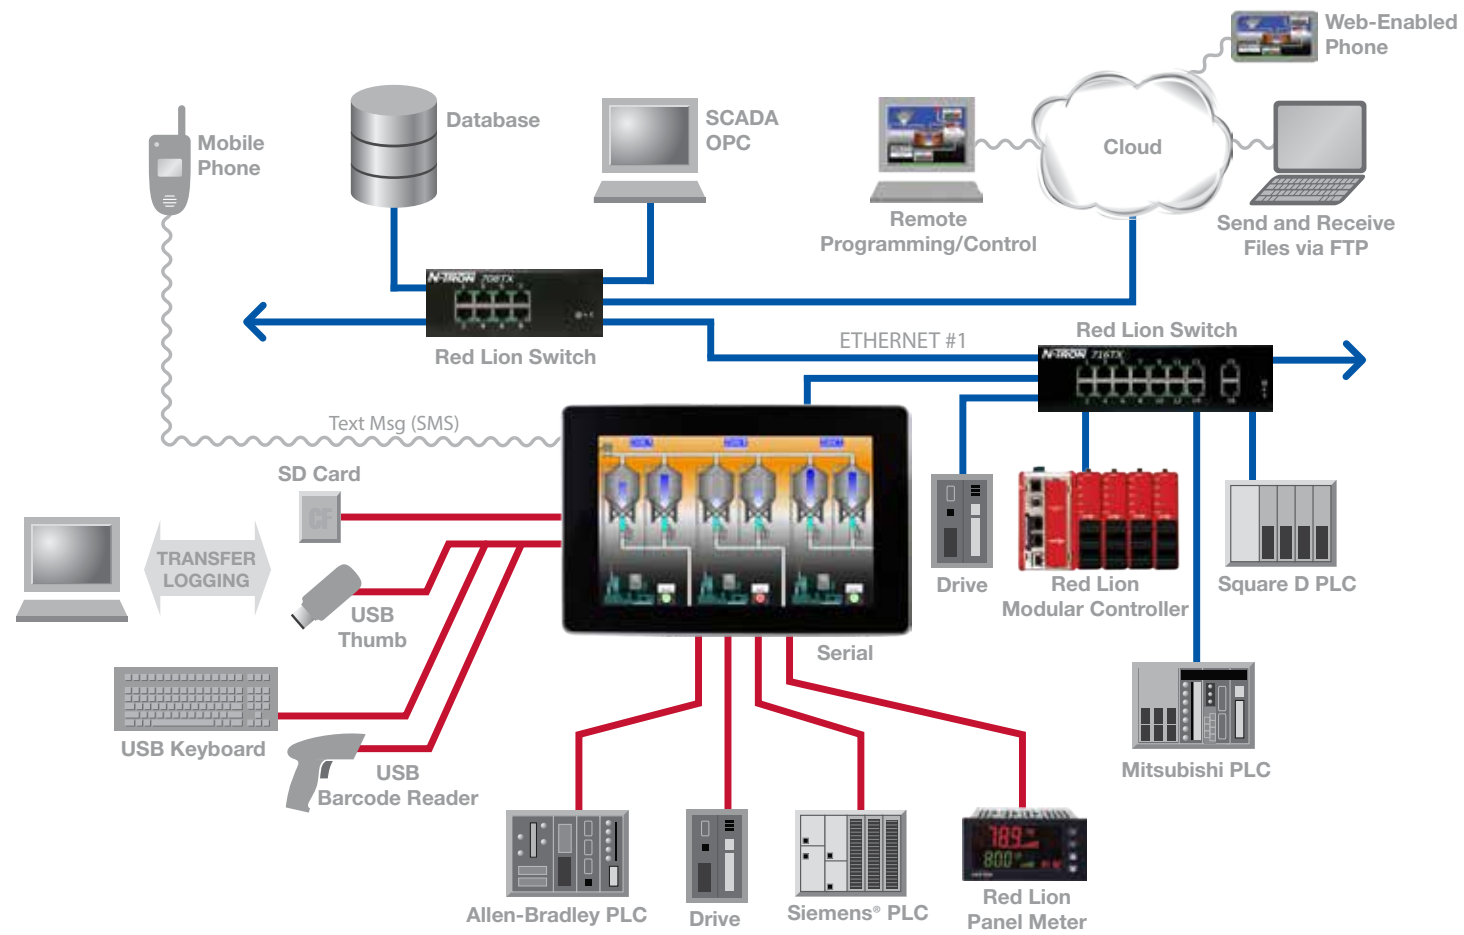 Web-Enabled
Phone
Database
SCADA
OPC
Mobile
Phone
Cloud
Remote
Programming/Control
Send and Receive
Files via FTP
N-TRON 708TX
Red Lion Switch
ETHERNET #1
Red Lion Switch
N-TRON 716TX
Text Msg (SMS)
SD Card
CF
TRANSFER
LOGGING
USB
Thumb
Drive
Red Lion
Modular Controller
Square D PLC
Serial
USB Keyboard
USB
Barcode Reader
Mitsubishi PLC
78.9
800
Allen-Bradley PLC
Drive
Siemens® PLC
Red Lion
Panel Meter